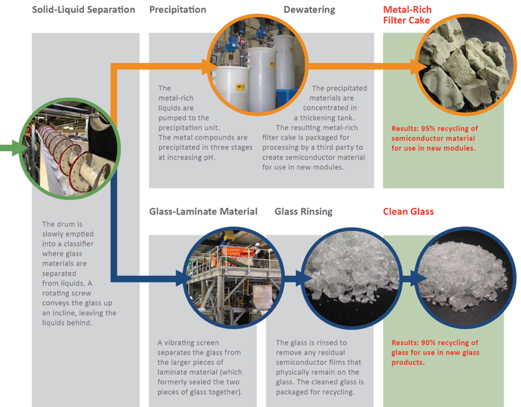 Solid-Liquid Separation
Precipitation
Dewatering
Metal-Rich
Filter Cake
The
metal-rich
liquids are
pumped to the
precipitation unit.
The metal compounds are
precipitated in three stages
at increasing pH.
The precipitated
materials are
concentrated in
a thickening tank.
The resulting metal-rich
filter cake is packaged for
processing by a third party to
create semiconductor material
for use in new modules.
Results: 95% recycling of
semiconductor material
for use in new modules.
The drum is
slowly emptied
into a classifier
where glass
materials are
separated
from liquids. A
rotating screw
conveys the glass up
an incline, leaving the
liquids behind.
Glass-Laminate Material
Glass Rinsing
Clean Glass
A vibrating screen
separates the glass from
the larger pieces of
laminate material (which
formerly sealed the two
pieces of glass together).
The glass is rinsed to
remove any residual
semiconductor films that
physically remain on the
glass. The cleaned glass is
packaged for recycling.
Results: 90% recycling of
glass for use in new glass
products.